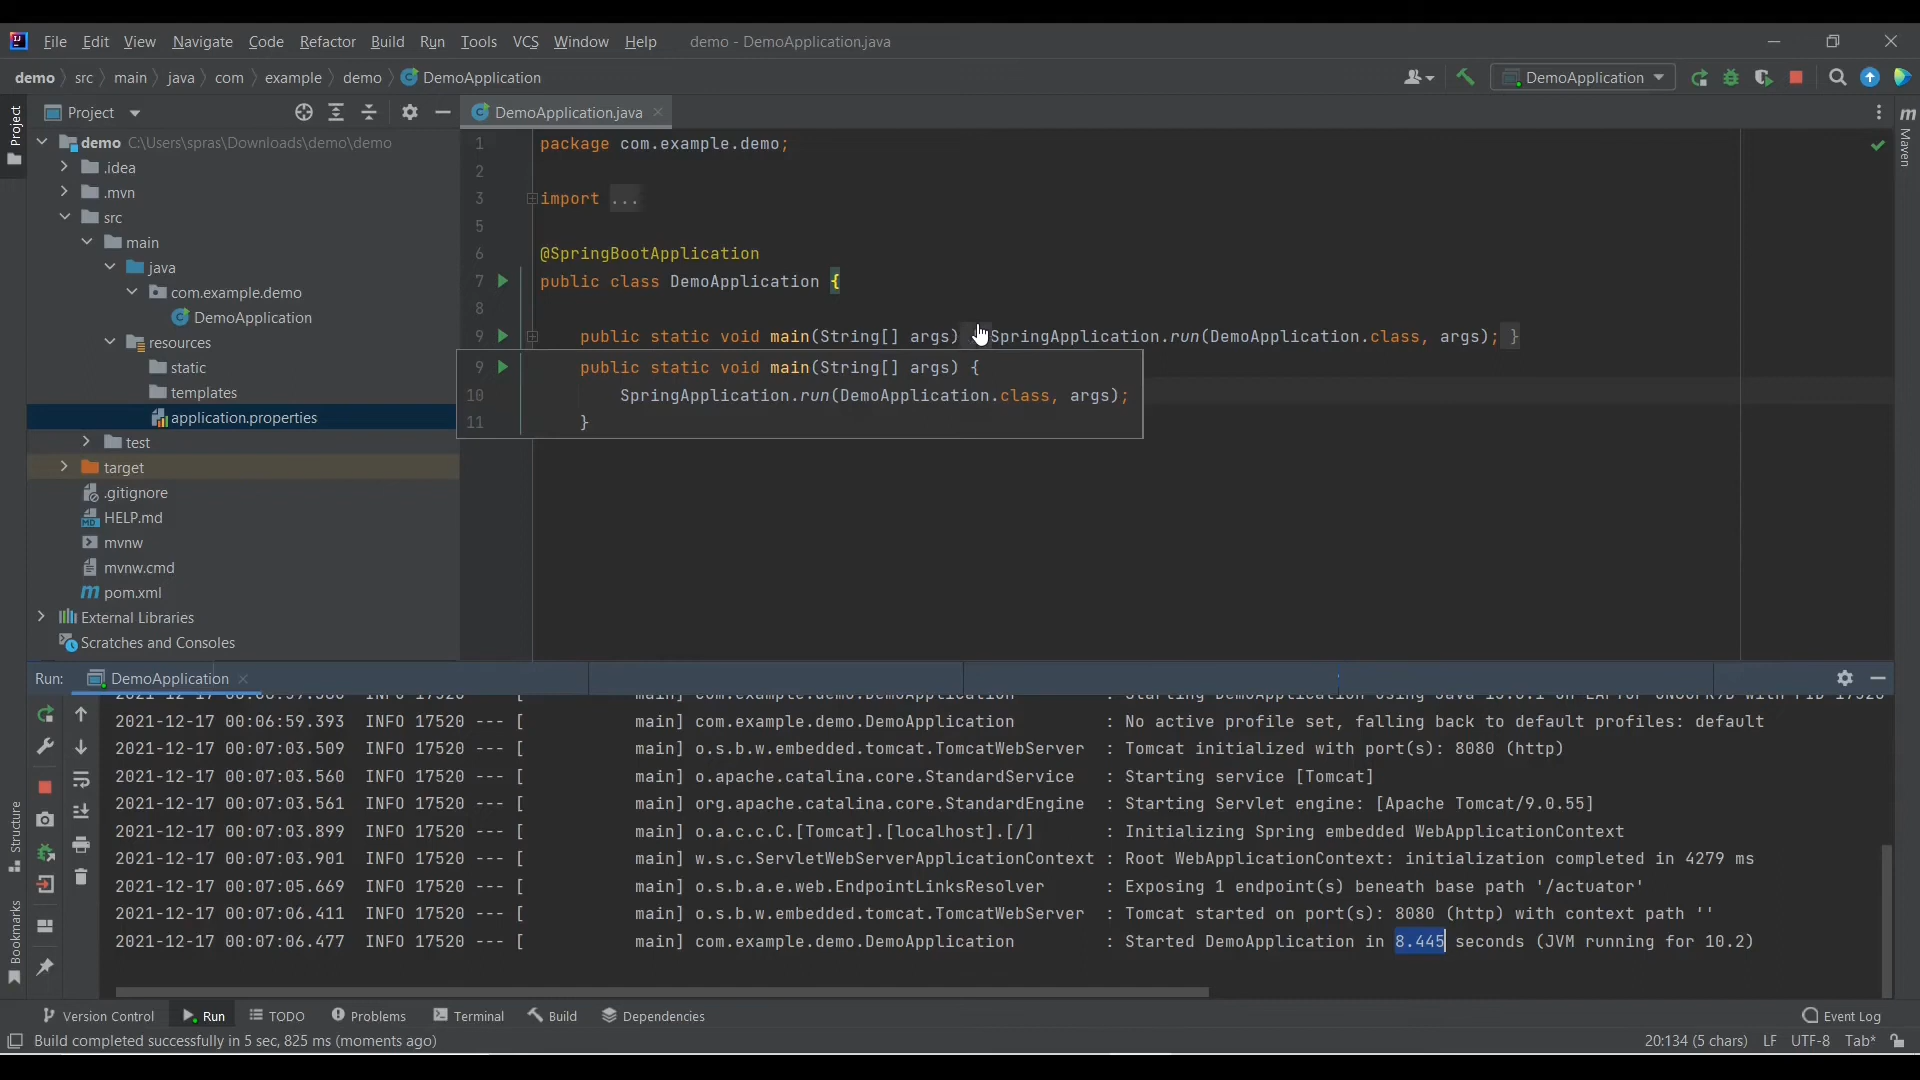 File Edit View Navigate Code Refactor Build Run Tools VCS Window Help demo - DemoApplication.java
demo src main java com example demo DemoApplication
DemoApplication
Project
Project
DemoApplication.java
Maven
demo C:\Users\spras\Downloads\demo\demo
.idea
.mvn
src
main
java
com.example.demo
DemoApplication
resources
static
templates
application.properties
test
target
.gitignore
HELP.md
mvnw
mvnw.cmd
pom.xml
External Libraries
Scratches and Consoles
1 package com.example.demo;
2
3 import ...
5
6 @SpringBootApplication
7 public class DemoApplication {
8
9 public static void main(String[] args) SpringApplication.run(DemoApplication.class, args); }
9 public static void main(String[] args) {
10 SpringApplication.run(DemoApplication.class, args);
11 }
Run: DemoApplication
2021-12-17 00:06:59.393 INFO 17520 --- [ main] com.example.demo.DemoApplication : No active profile set, falling back to default profiles: default
2021-12-17 00:07:03.509 INFO 17520 --- [ main] o.s.b.w.embedded.tomcat.TomcatWebServer : Tomcat initialized with port(s): 8080 (http)
2021-12-17 00:07:03.560 INFO 17520 --- [ main] o.apache.catalina.core.StandardService : Starting service [Tomcat]
2021-12-17 00:07:03.561 INFO 17520 --- [ main] org.apache.catalina.core.StandardEngine : Starting Servlet engine: [Apache Tomcat/9.0.55]
2021-12-17 00:07:03.899 INFO 17520 --- [ main] o.a.c.c.C.[Tomcat].[localhost].[/] : Initializing Spring embedded WebApplicationContext
2021-12-17 00:07:03.901 INFO 17520 --- [ main] w.s.c.ServletWebServerApplicationContext : Root WebApplicationContext: initialization completed in 4279 ms
2021-12-17 00:07:05.669 INFO 17520 --- [ main] o.s.b.a.e.web.EndpointLinksResolver : Exposing 1 endpoint(s) beneath base path '/actuator'
2021-12-17 00:07:06.411 INFO 17520 --- [ main] o.s.b.w.embedded.tomcat.TomcatWebServer : Tomcat started on port(s): 8080 (http) with context path ''
2021-12-17 00:07:06.477 INFO 17520 --- [ main] com.example.demo.DemoApplication : Started DemoApplication in 8.445 seconds (JVM running for 10.2)
Structure
Bookmarks
Version Control Run TODO Problems Terminal Build Dependencies Event Log
Build completed successfully in 5 sec, 825 ms (moments ago) 20:134 (5 chars) LF UTF-8 Tab*